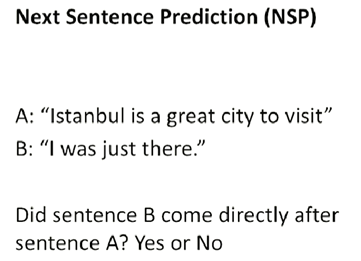 Next Sentence Prediction (NSP)
A: “Istanbul is a great city to visit”
B: “I was just there.”
Did sentence B come directly after
sentence A? Yes or No